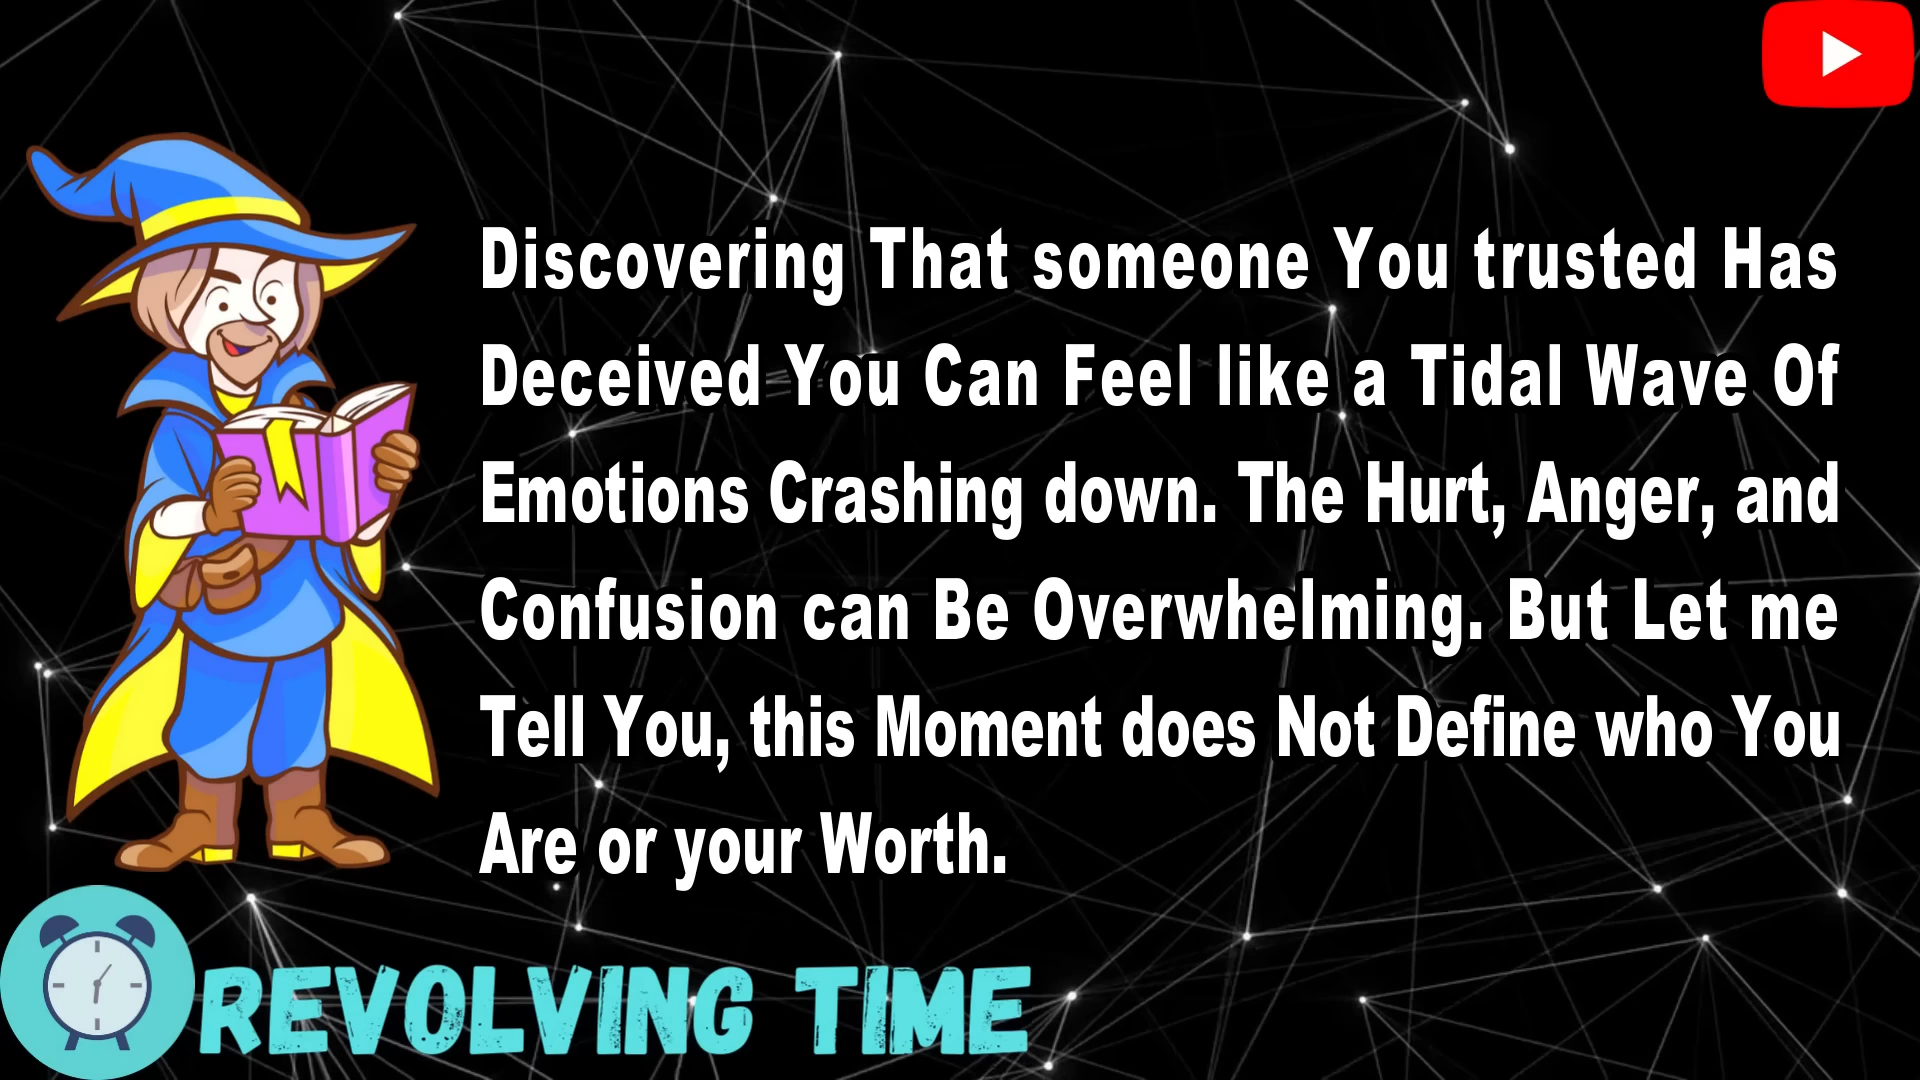 Discovering That someone You trusted Has
Deceived You Can Feel like a Tidal Wave Of
Emotions Crashing down. The Hurt, Anger, and
Confusion can Be Overwhelming. But Let me
Tell You, this Moment does Not Define who You
Are or your Worth.
REVOLVING TIME